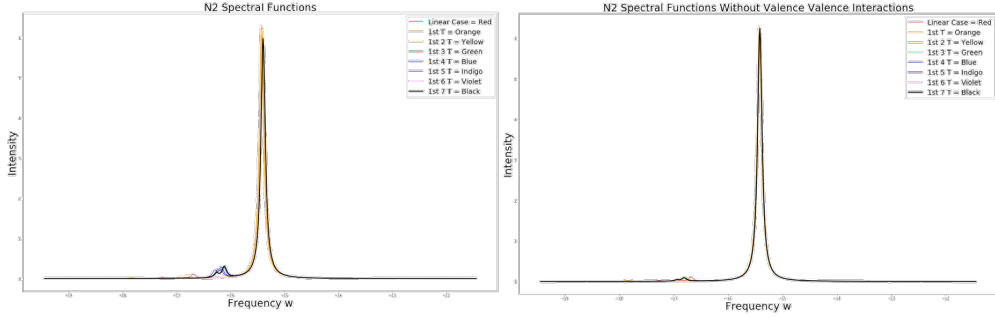 N2 Spectral Functions
Linear Case = Red
1st T = Orange
1st 2 T = Yellow
1st 3 T = Green
1st 4 T = Blue
1st 5 T = Indigo
1st 6 T = Violet
1st 7 T = Black
Intensity
Frequency w
N2 Spectral Functions Without Valence Valence Interactions
Linear Case = Red
1st T = Orange
1st 2 T = Yellow
1st 3 T = Green
1st 4 T = Blue
1st 5 T = Indigo
1st 6 T = Violet
1st 7 T = Black
Intensity
Frequency w